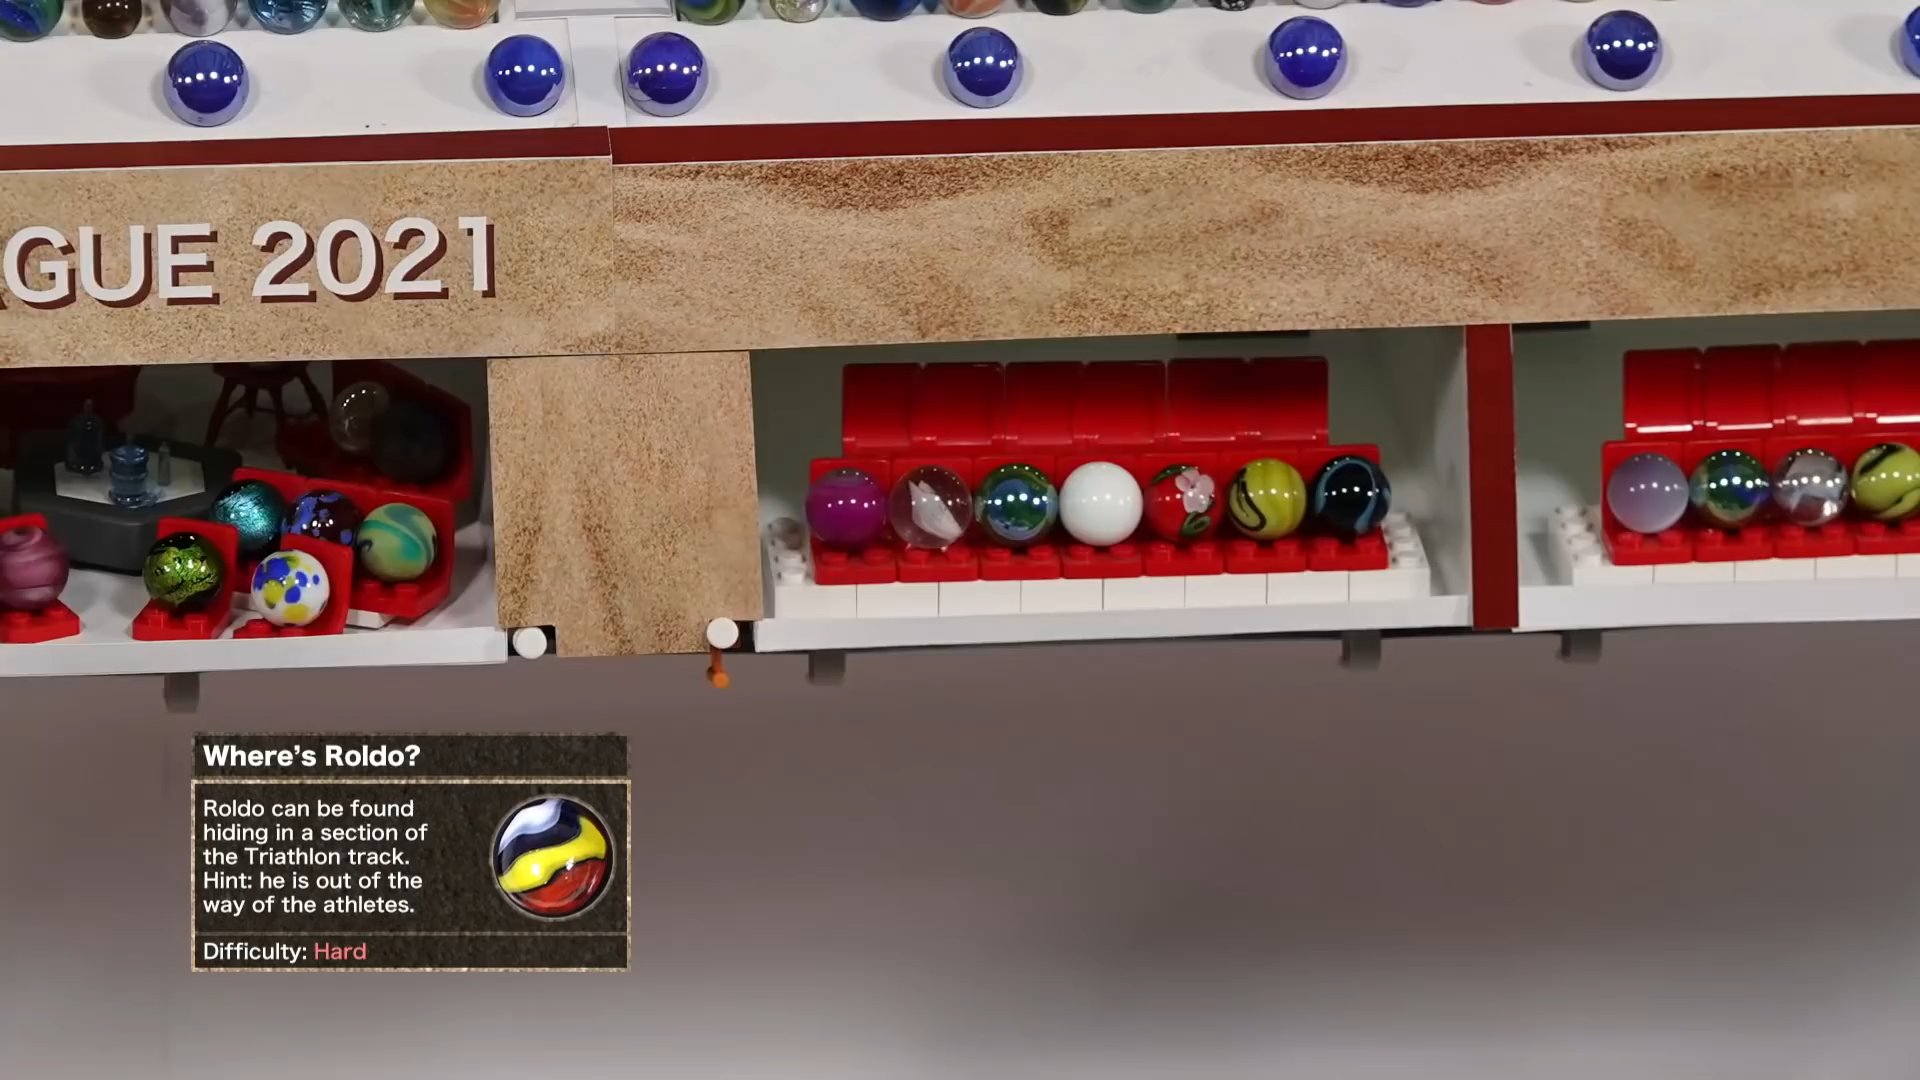 GUE 2021
Where's Roldo?
Roldo can be found
hiding in a section of
the Triathlon track.
Hint: he is out of the
way of the athletes.
Difficulty: Hard